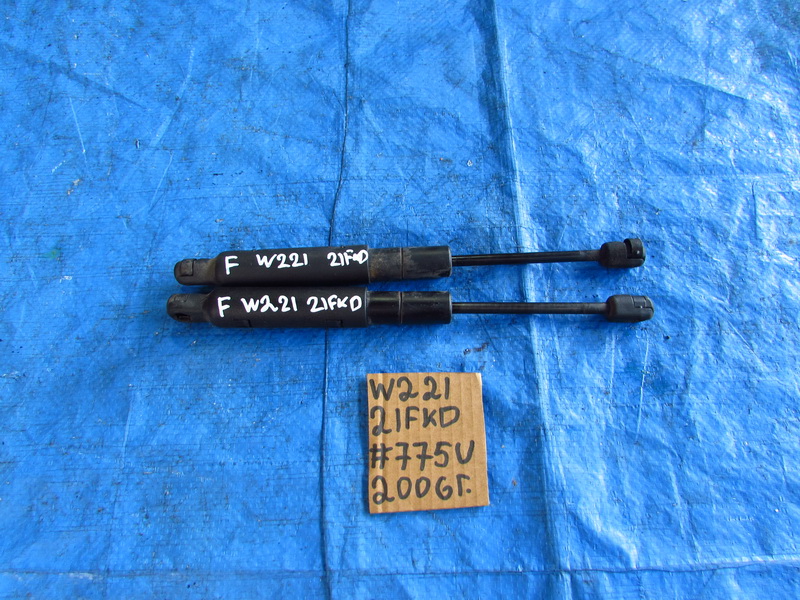 F W221 21FKD
F W221 21FKD
W221
21FKD
#775U
2006г.